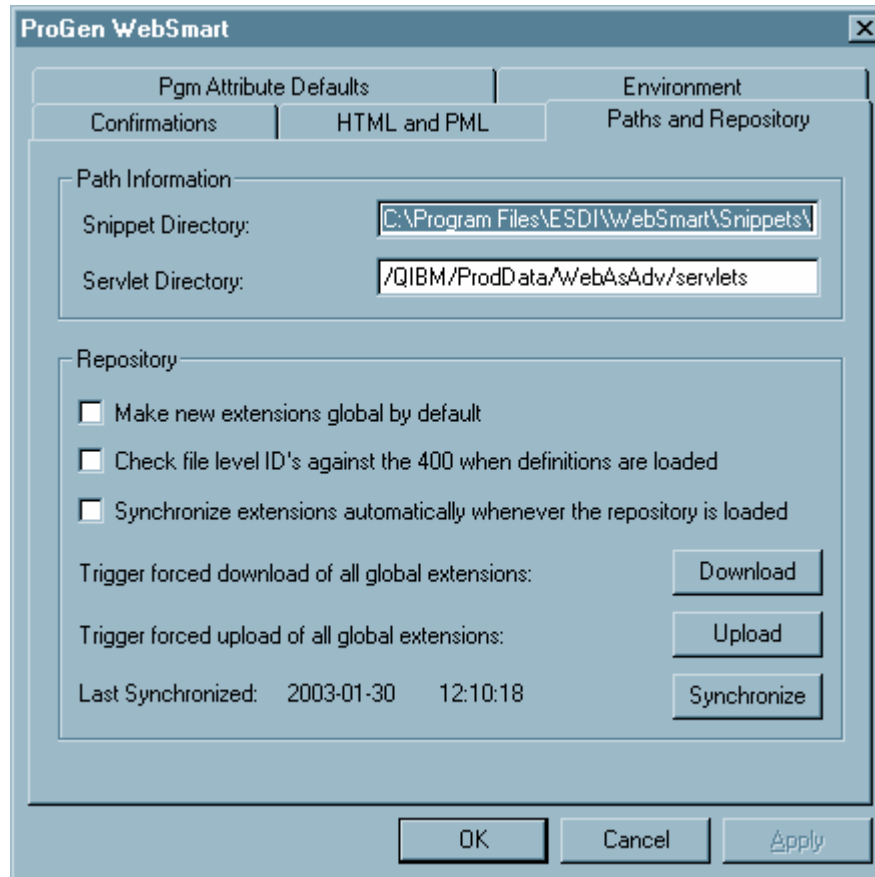 ProGen WebSmart
Pgm Attribute Defaults Environment
Confirmations HTML and PML Paths and Repository
Path Information
Snippet Directory: C:\Program Files\ESDI\WebSmart\Snippets\
Servlet Directory: /QIBM/ProdData/WebAsAdv/servlets
Repository
Make new extensions global by default
Check file level ID's against the 400 when definitions are loaded
Synchronize extensions automatically whenever the repository is loaded
Trigger forced download of all global extensions: Download
Trigger forced upload of all global extensions: Upload
Last Synchronized: 2003-01-30 12:10:18 Synchronize
OK Cancel Apply